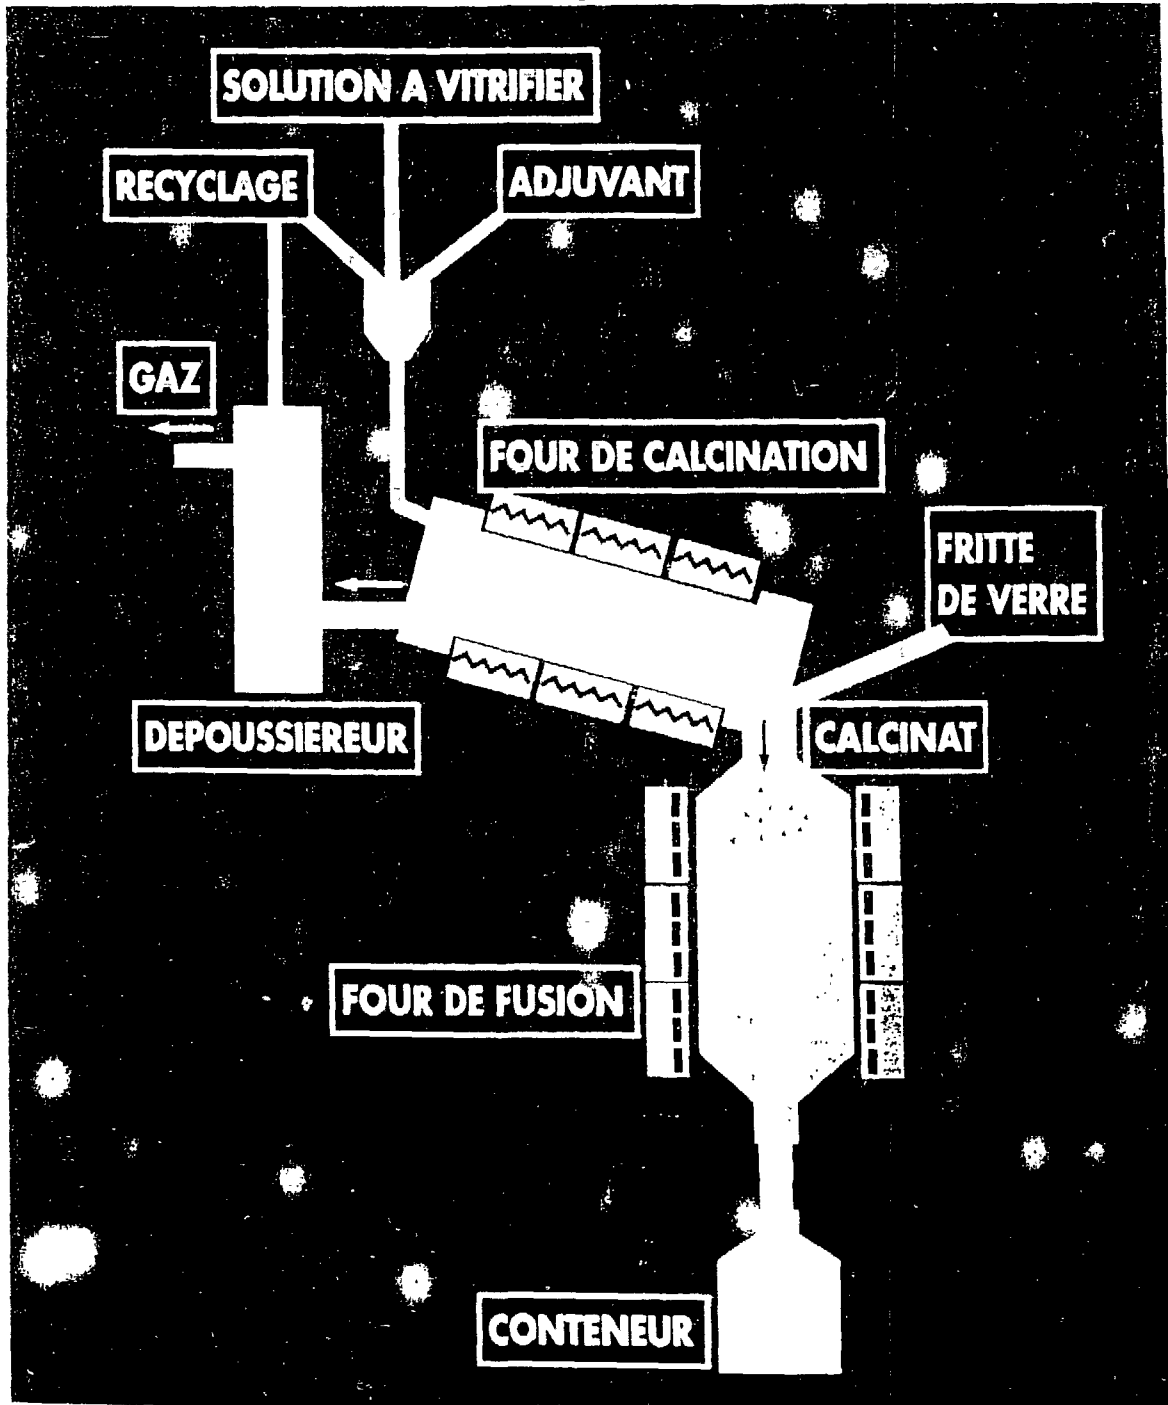 SOLUTION A VITRIFIER
RECYCLAGE
ADJUVANT
GAZ
FOUR DE CALCINATION
FRITTE
DE VERRE
DEPOUSSIEREUR
CALCINAT
FOUR DE FUSION
CONTENEUR